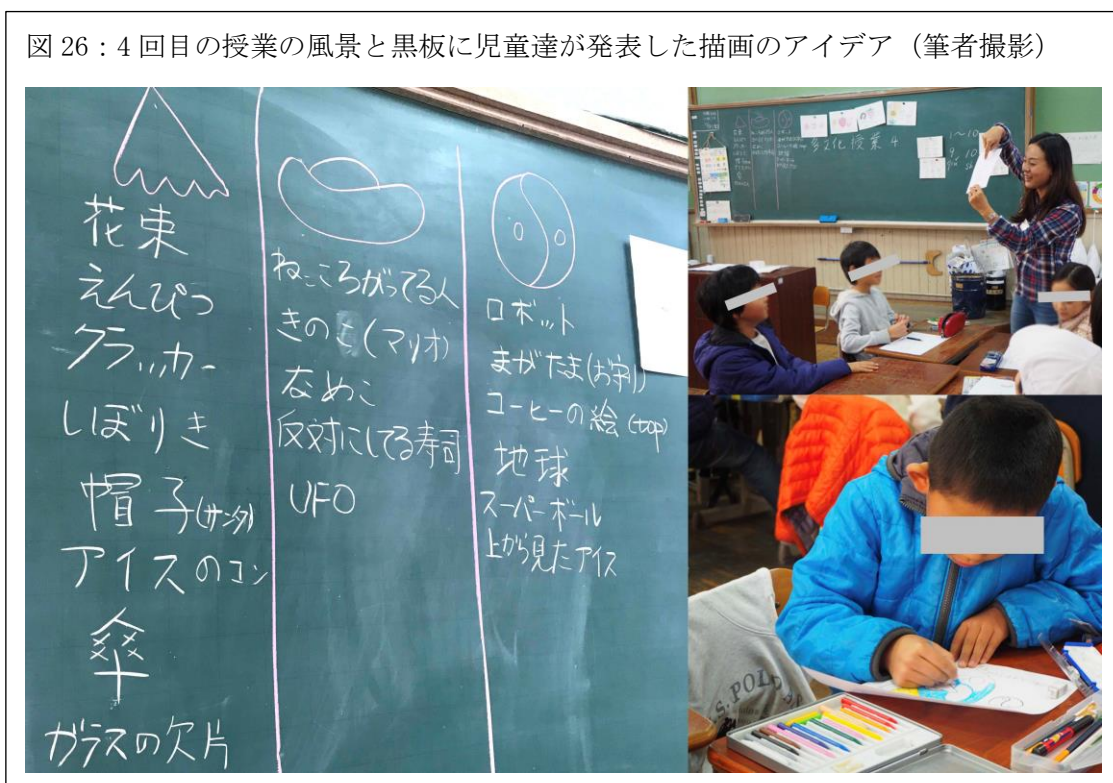 図 26：4 回目の授業の風景と黒板に児童達が発表した描画のアイデア（筆者撮影）
花束
えんぴつ
クラッカー
しぼりき
帽子(サンタ)
アイスのコン
傘
ガラスの欠片
ねころがってる人
きのこ(マリオ)
なめこ
反対にしてる寿司
UFO
ロボット
まがたま(お守り)
コーヒーの絵(top)
地球
スーパーボール
上から見たアイス
授業 4
1〜10
S. POLO